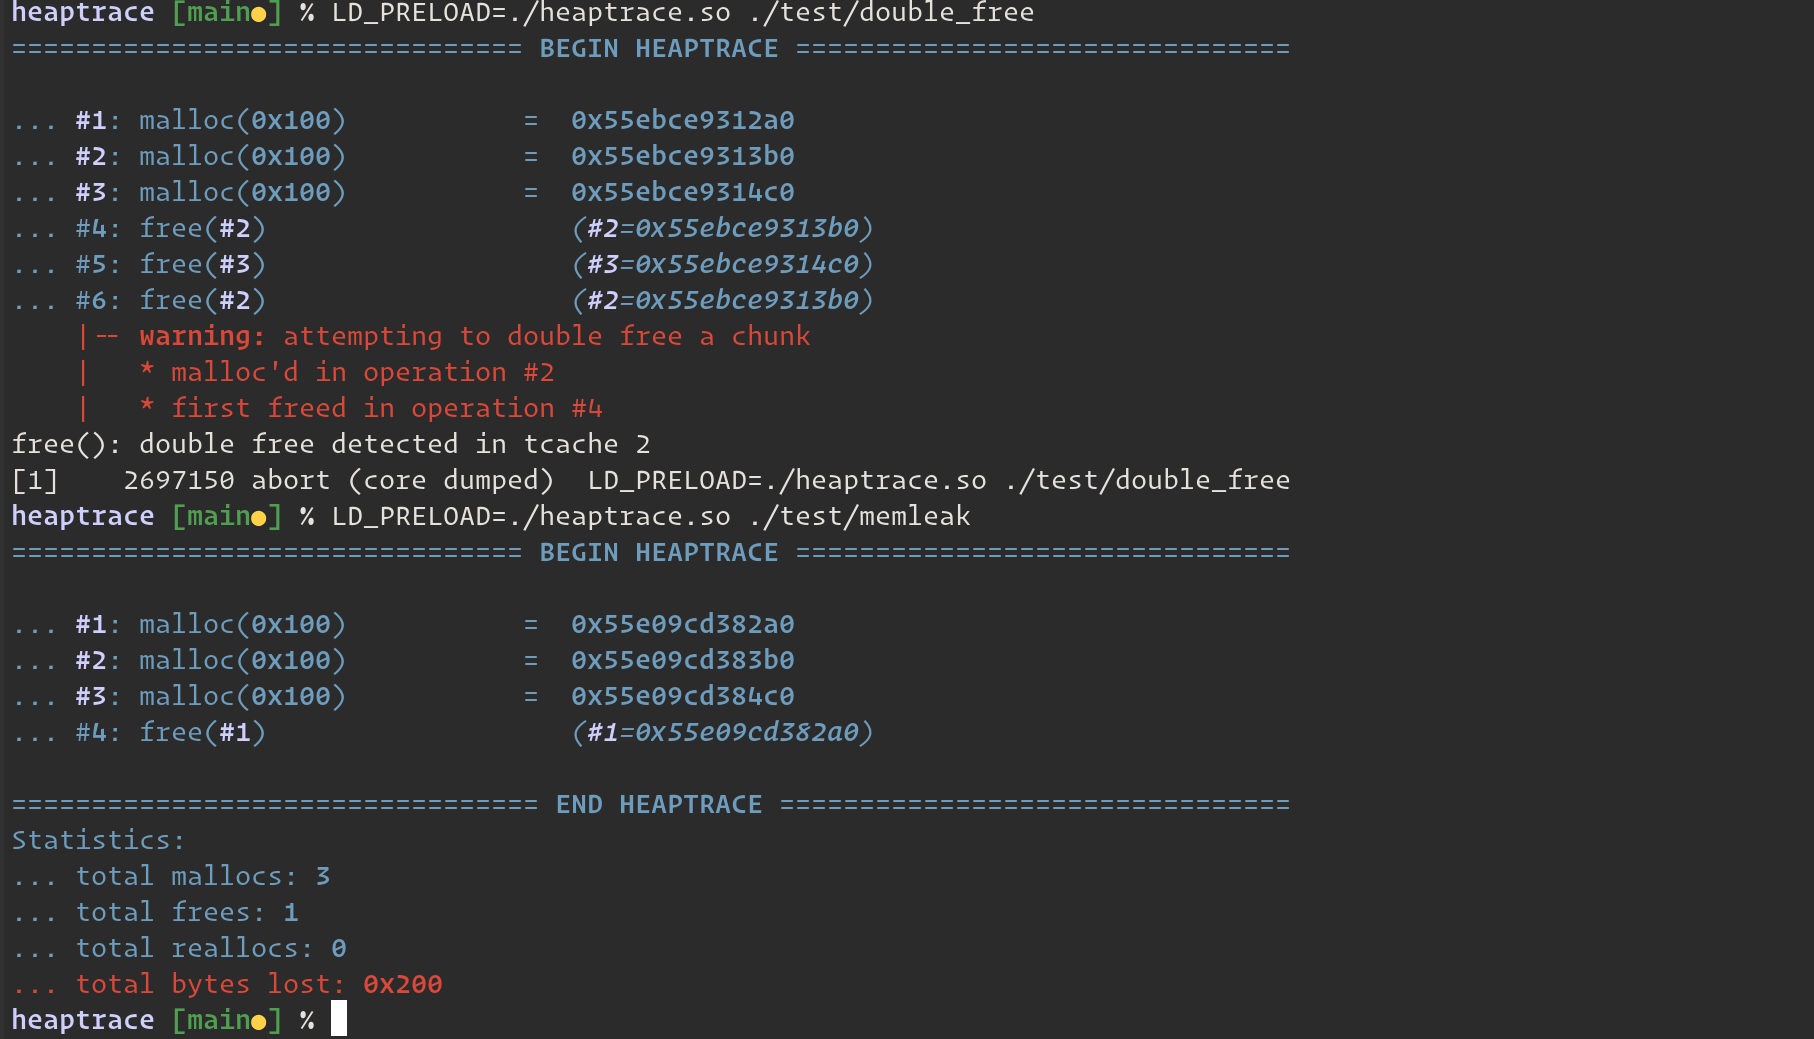 heaptrace [main●] % LD_PRELOAD=./heaptrace.so ./test/double_free
================================ BEGIN HEAPTRACE ===============================
... #1: malloc(0x100)           =  0x55ebce9312a0
... #2: malloc(0x100)           =  0x55ebce9313b0
... #3: malloc(0x100)           =  0x55ebce9314c0
... #4: free(#2)                   (#2=0x55ebce9313b0)
... #5: free(#3)                   (#3=0x55ebce9314c0)
... #6: free(#2)                   (#2=0x55ebce9313b0)
    |-- warning: attempting to double free a chunk
    |   * malloc'd in operation #2
    |   * first freed in operation #4
free(): double free detected in tcache 2
[1]    2697150 abort (core dumped)  LD_PRELOAD=./heaptrace.so ./test/double_free
heaptrace [main●] % LD_PRELOAD=./heaptrace.so ./test/memleak
================================ BEGIN HEAPTRACE ===============================
... #1: malloc(0x100)           =  0x55e09cd382a0
... #2: malloc(0x100)           =  0x55e09cd383b0
... #3: malloc(0x100)           =  0x55e09cd384c0
... #4: free(#1)                   (#1=0x55e09cd382a0)
================================= END HEAPTRACE ================================
Statistics:
... total mallocs: 3
... total frees: 1
... total reallocs: 0
... total bytes lost: 0x200
heaptrace [main●] %